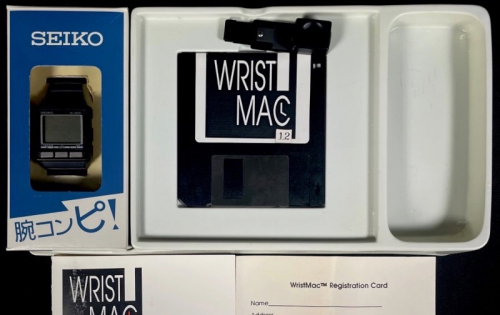 SEIKO
腕コンピ!
WRIST
MAC
1.2
WRIST
MAC
WristMac™ Registration Card
Name